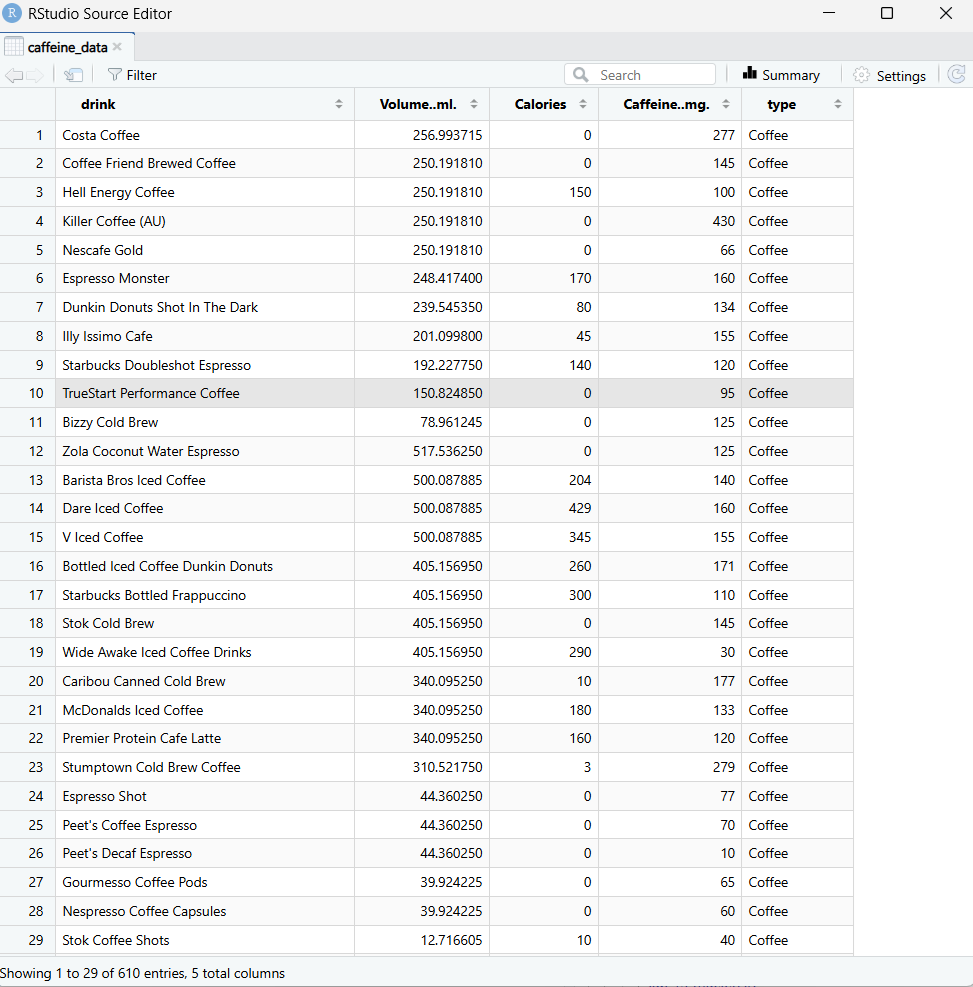 RStudio Source Editor
caffeine_data
Filter Search Summary Settings
drink Volume..ml. Calories Caffeine..mg. type
1 Costa Coffee 256.993715 0 277 Coffee
2 Coffee Friend Brewed Coffee 250.191810 0 145 Coffee
3 Hell Energy Coffee 250.191810 150 100 Coffee
4 Killer Coffee (AU) 250.191810 0 430 Coffee
5 Nescafe Gold 250.191810 0 66 Coffee
6 Espresso Monster 248.417400 170 160 Coffee
7 Dunkin Donuts Shot In The Dark 239.545350 80 134 Coffee
8 Illy Issimo Cafe 201.099800 45 155 Coffee
9 Starbucks Doubleshot Espresso 192.227750 140 120 Coffee
10 TrueStart Performance Coffee 150.824850 0 95 Coffee
11 Bizzy Cold Brew 78.961245 0 125 Coffee
12 Zola Coconut Water Espresso 517.536250 0 125 Coffee
13 Barista Bros Iced Coffee 500.087885 204 140 Coffee
14 Dare Iced Coffee 500.087885 429 160 Coffee
15 V Iced Coffee 500.087885 345 155 Coffee
16 Bottled Iced Coffee Dunkin Donuts 405.156950 260 171 Coffee
17 Starbucks Bottled Frappuccino 405.156950 300 110 Coffee
18 Stok Cold Brew 405.156950 0 145 Coffee
19 Wide Awake Iced Coffee Drinks 405.156950 290 30 Coffee
20 Caribou Canned Cold Brew 340.095250 10 177 Coffee
21 McDonalds Iced Coffee 340.095250 180 133 Coffee
22 Premier Protein Cafe Latte 340.095250 160 120 Coffee
23 Stumptown Cold Brew Coffee 310.521750 3 279 Coffee
24 Espresso Shot 44.360250 0 77 Coffee
25 Peet's Coffee Espresso 44.360250 0 70 Coffee
26 Peet's Decaf Espresso 44.360250 0 10 Coffee
27 Gourmesso Coffee Pods 39.924225 0 65 Coffee
28 Nespresso Coffee Capsules 39.924225 0 60 Coffee
29 Stok Coffee Shots 12.716605 10 40 Coffee
Showing 1 to 29 of 610 entries, 5 total columns